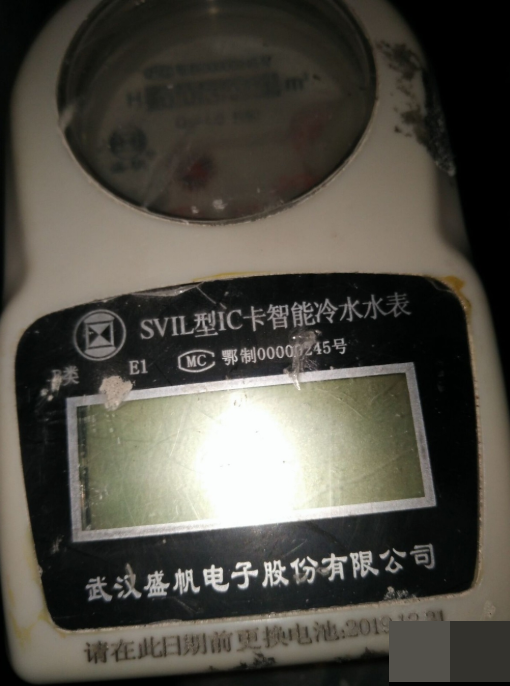 m³
SVIL型IC卡智能冷水水表
E1 MC 鄂制00000245号
武汉盛帆电子股份有限公司
请在此日期前更换电池:2019.12.31